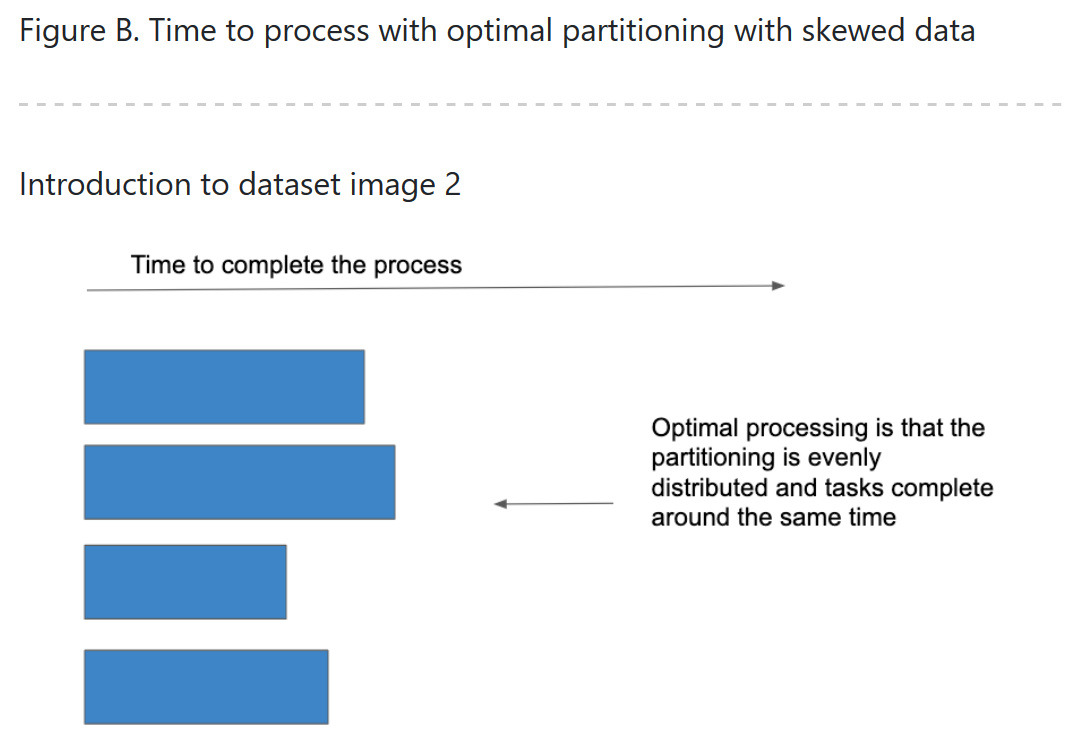 Figure B. Time to process with optimal partitioning with skewed data
Introduction to dataset image 2
Time to complete the process
Optimal processing is that the
partitioning is evenly
distributed and tasks complete
around the same time